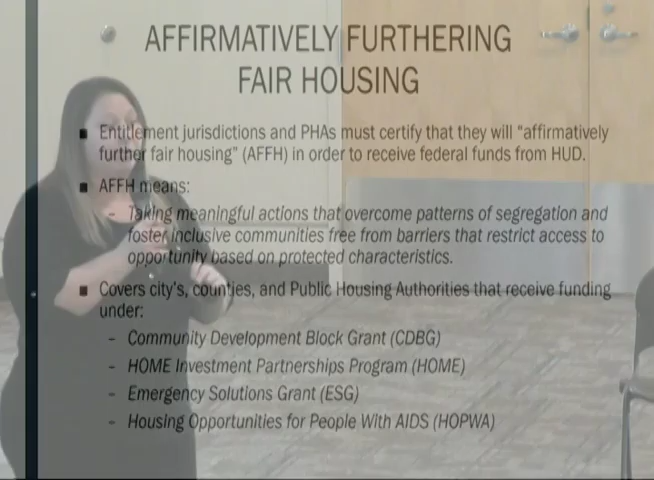 AFFIRMATIVELY FURTHERING
FAIR HOUSING
▪ Entitlement jurisdictions and PHAs must certify that they will "affirmatively
further fair housing" (AFFH) in order to receive federal funds from HUD.
▪ AFFH means:
– Taking meaningful actions that overcome patterns of segregation and
foster inclusive communities free from barriers that restrict access to
opportunity based on protected characteristics.
▪ Covers city's, counties, and Public Housing Authorities that receive funding
under:
– Community Development Block Grant (CDBG)
– HOME Investment Partnerships Program (HOME)
– Emergency Solutions Grant (ESG)
– Housing Opportunities for People With AIDS (HOPWA)